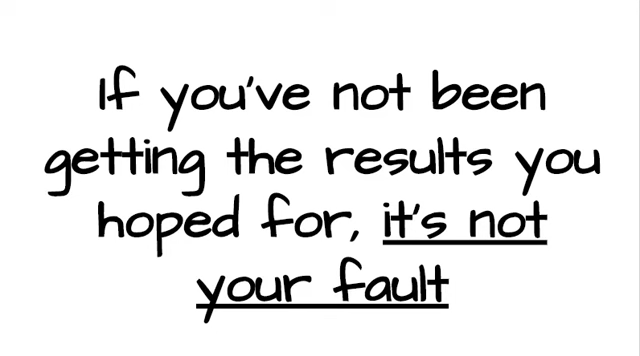 If you've not been
getting the results you
hoped for, it's not
your fault